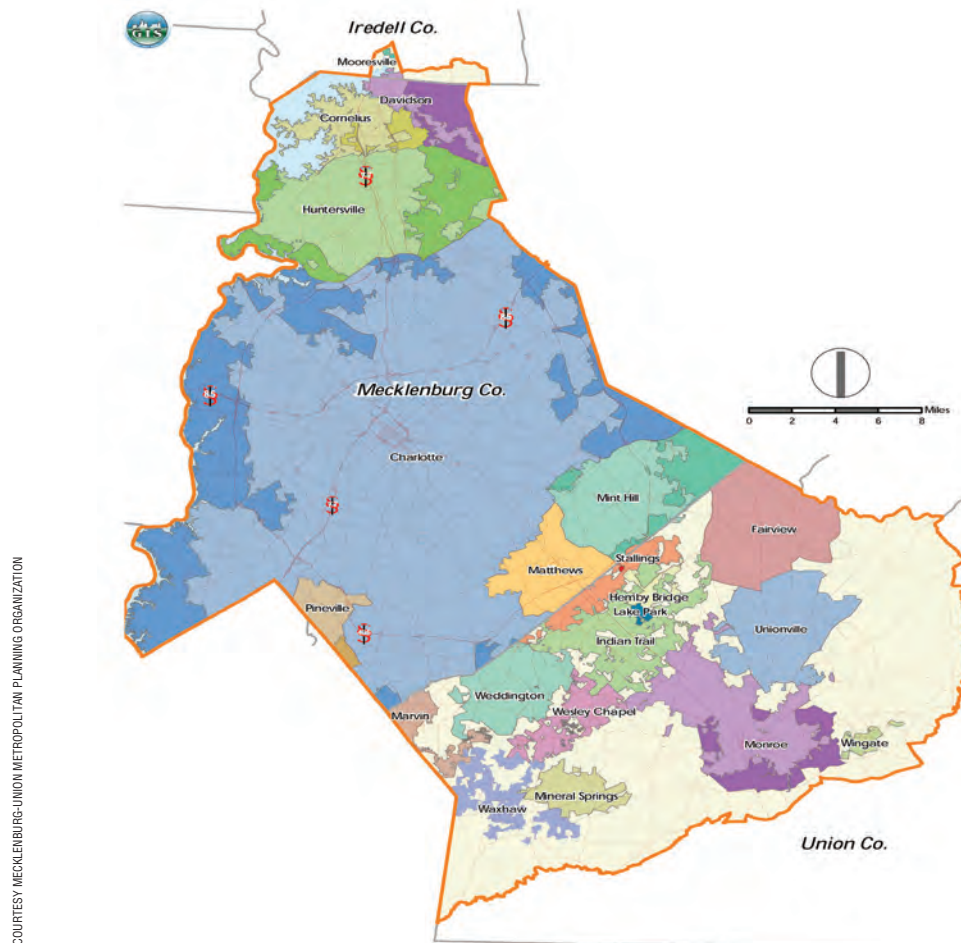 GIS
Iredell Co.
Mooresville
Davidson
Cornelius
Huntersville
Mecklenburg Co.
0 2 4 6 8 Miles
Charlotte
Mint Hill
Fairview
Stallings
Matthews
Hemby Bridge
Lake Park
Pineville
Unionville
Indian Trail
Weddington
Wesley Chapel
Marvin
Monroe
Wingate
Mineral Springs
Waxhaw
Union Co.
COURTESY MECKLENBURG-UNION METROPOLITAN PLANNING ORGANIZATION